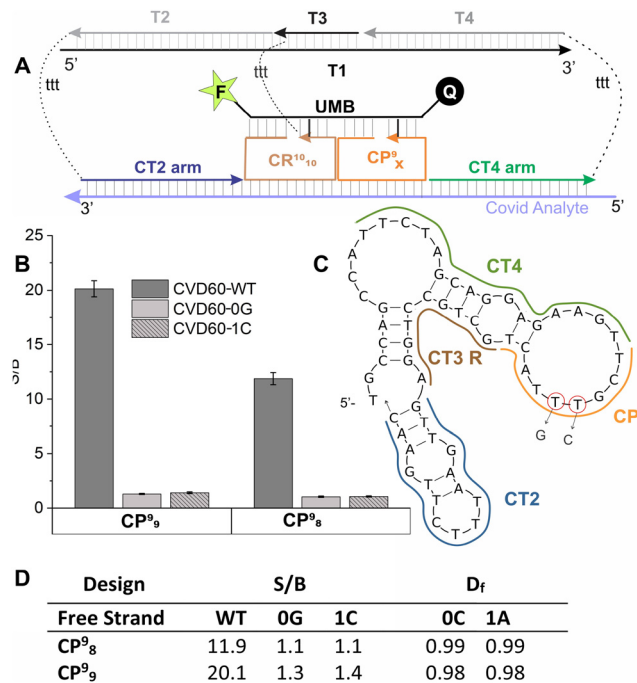 T2 T3 T4
5' ttt T1 3'
A ttt ttt
F UMB Q
CR¹⁰₁₀ CP⁹ₓ
CT2 arm CT4 arm
3' Covid Analyte 5'
B
S/B
25
20
15
10
5
0
CVD60-WT
CVD60-0G
CVD60-1C
CP⁹₉ CP⁹₈
C
CT4
CT3 R
CP
CT2
5'-
G C
D Design S/B D_f
Free Strand WT 0G 1C 0C 1A
CP⁹₈ 11.9 1.1 1.1 0.99 0.99
CP⁹₉ 20.1 1.3 1.4 0.98 0.98